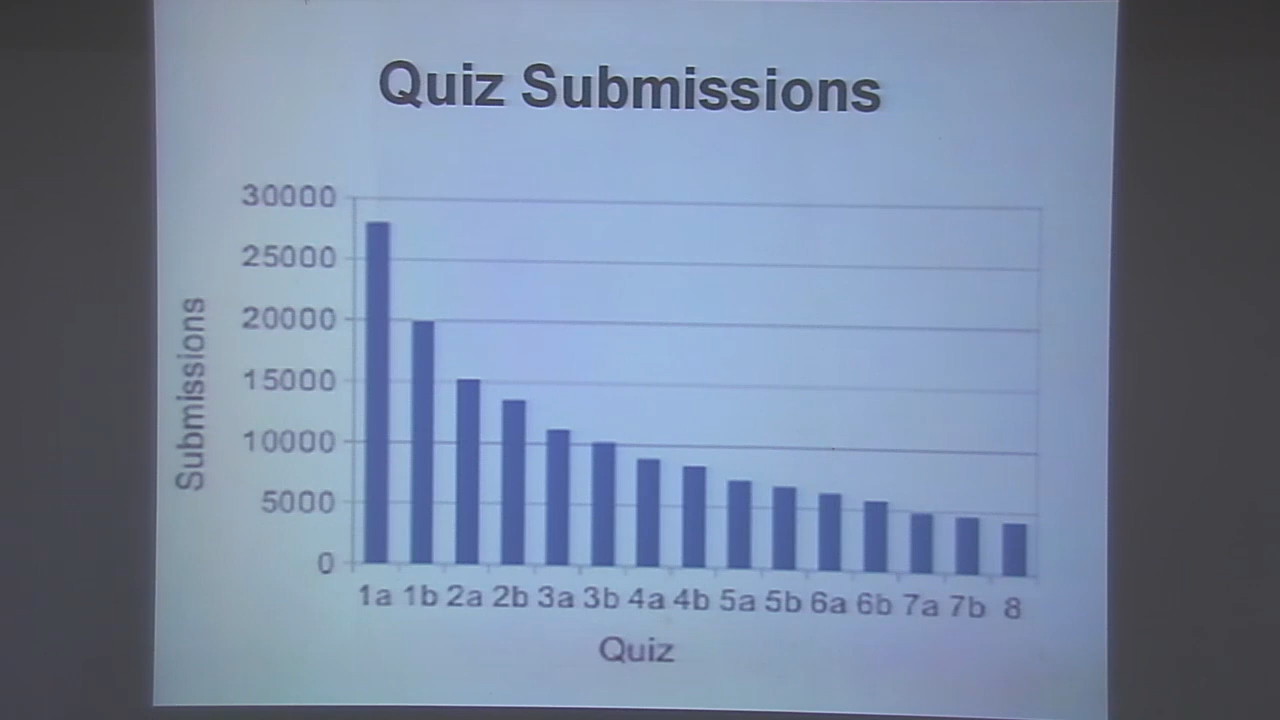 Quiz Submissions
30000
25000
20000
15000
10000
5000
0
Submissions
1a 1b 2a 2b 3a 3b 4a 4b 5a 5b 6a 6b 7a 7b 8
Quiz